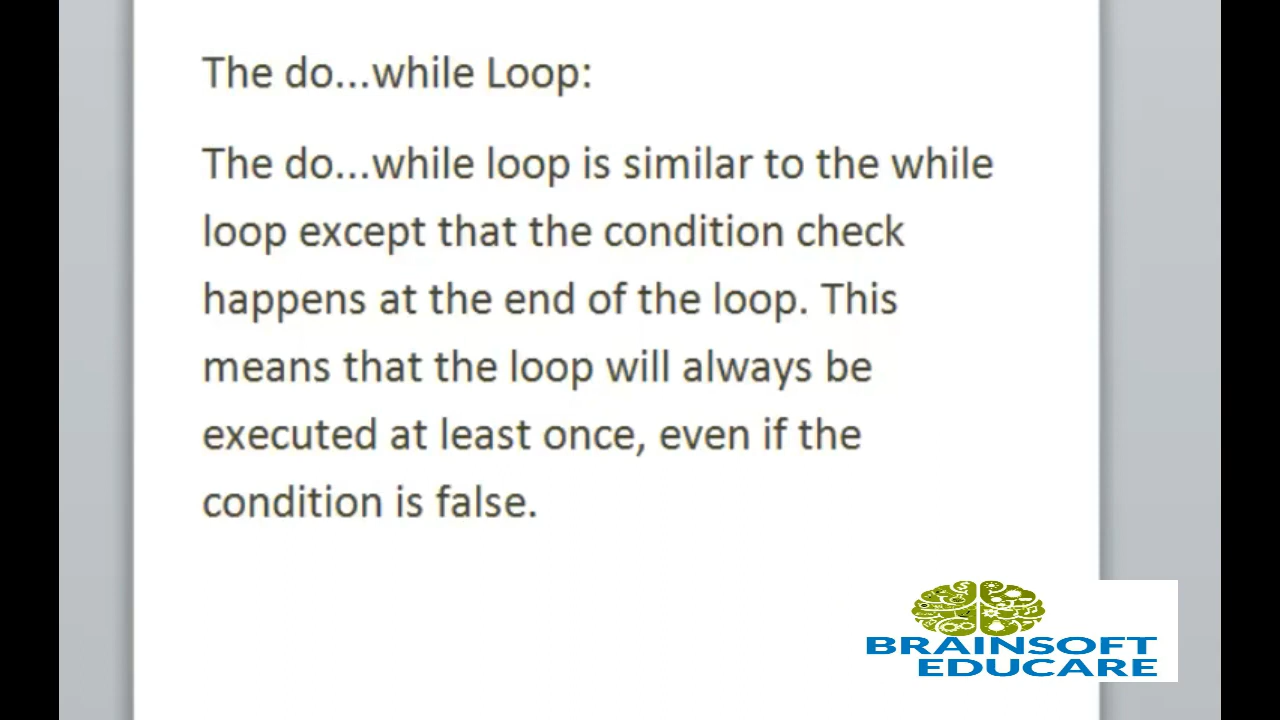 The do...while Loop:
The do...while loop is similar to the while
loop except that the condition check
happens at the end of the loop. This
means that the loop will always be
executed at least once, even if the
condition is false.
BRAINSOFT
EDUCARE